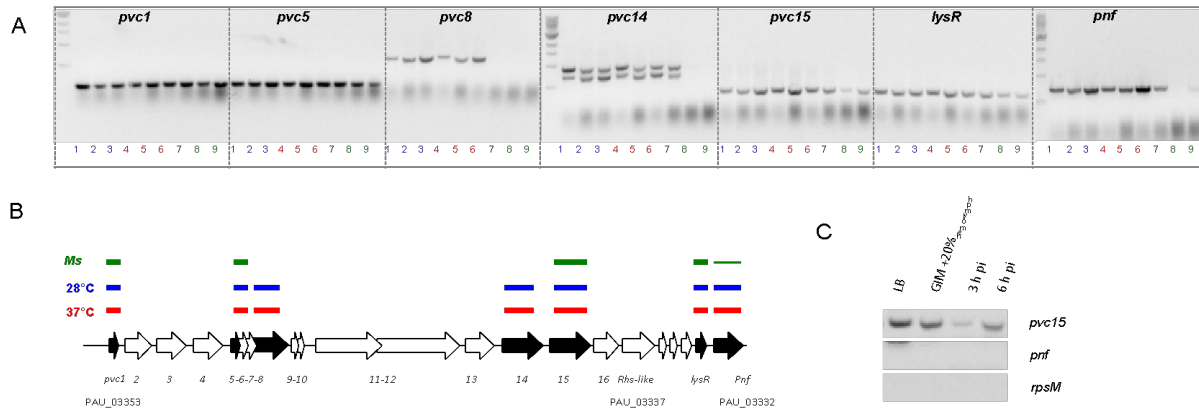 A
pvc1 pvc5 pvc8 pvc14 pvc15 lysR pnf
1 2 3 4 5 6 7 8 9 1 2 3 4 5 6 7 8 9 1 2 3 4 5 6 7 8 9 1 2 3 4 5 6 7 8 9 1 2 3 4 5 6 7 8 9 1 2 3 4 5 6 7 8 9 1 2 3 4 5 6 7 8 9
B
Ms
28°C
37°C
pvc1 2 3 4 5-6-7-8 9-10 11-12 13 14 15 16 Rhs-like lysR Pnf
PAU_03353 PAU_03337 PAU_03332
C
LB GIM +20% 3 h pi 6 h pi
pvc15
pnf
rpsM